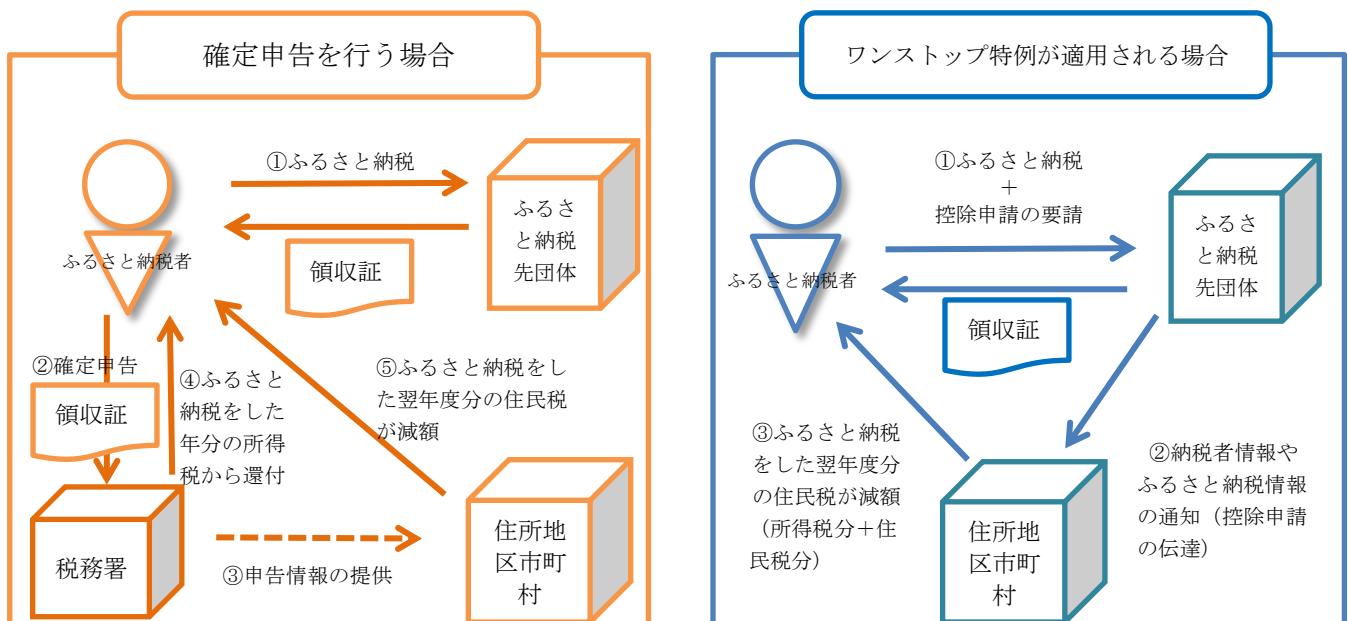 確定申告を行う場合
①ふるさと納税
ふるさ
と納税
先団体
領収証
ふるさと納税者
②確定申告
領収証
④ふるさと
納税をした
年分の所得
税から還付
⑤ふるさと納税をし
た翌年度分の住民税
が減額
税務署
③申告情報の提供
住所地
区市町
村
ワンストップ特例が適用される場合
①ふるさと納税
＋
控除申請の要請
ふるさ
と納税
先団体
ふるさと納税者
領収証
③ふるさと納税
をした翌年度分
の住民税が減額
（所得税分＋住
民税分）
住所地
区市町
村
②納税者情報や
ふるさと納税情報
の通知（控除申請
の伝達）